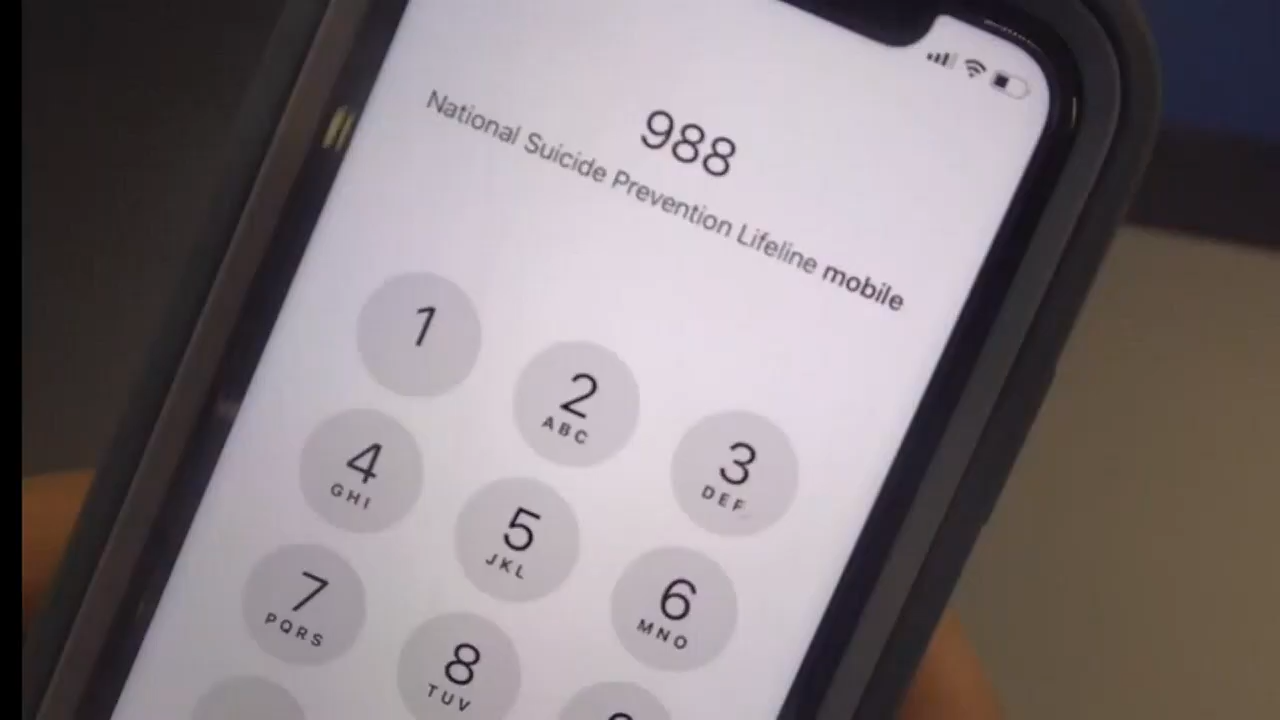 988
National Suicide Prevention Lifeline mobile
1
2
ABC
3
DEF
4
GHI
5
JKL
6
MNO
7
PQRS
8
TUV